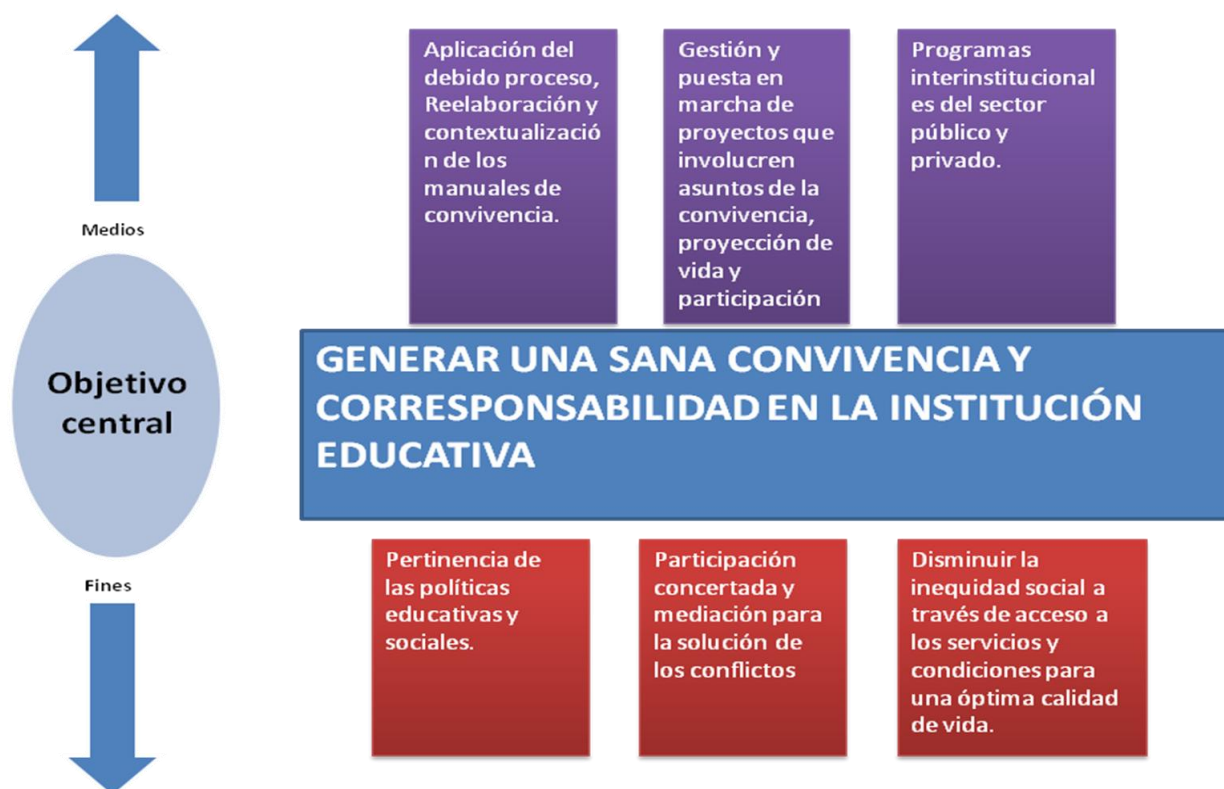 Medios
Objetivo
central
Fines
Aplicación del
debido proceso,
Reelaboración y
contextualizació
n de los
manuales de
convivencia.
Gestión y
puesta en
marcha de
proyectos que
involucren
asuntos de la
convivencia,
proyección de
vida y
participación
Programas
interinstitucional
es del sector
público y
privado.
GENERAR UNA SANA CONVIVENCIA Y
CORRESPONSABILIDAD EN LA INSTITUCIÓN
EDUCATIVA
Pertinencia de
las políticas
educativas y
sociales.
Participación
concertada y
mediación para
la solución de
los conflictos
Disminuir la
inequidad social a
través de acceso a
los servicios y
condiciones para
una óptima calidad
de vida.